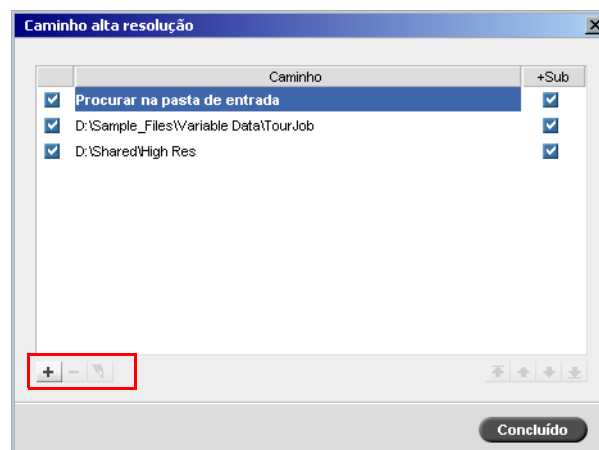 Caminho alta resolução
Caminho +Sub
Procurar na pasta de entrada
D:\Sample_Files\Variable Data\TourJob
D:\Shared\High Res
Concluído